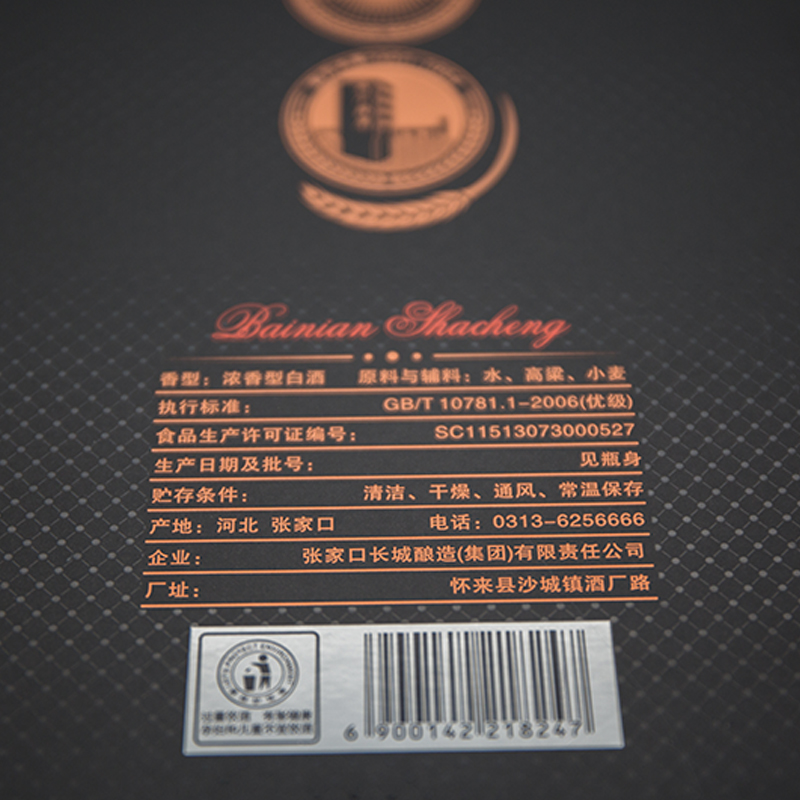 Bainian Shacheng
香型：浓香型白酒 原料与辅料：水、高粱、小麦
执行标准： GB/T 10781.1-2006(优级)
食品生产许可证编号： SC11513073000527
生产日期及批号： 见瓶身
贮存条件： 清洁、干燥、通风、常温保存
产地：河北 张家口 电话：0313-6256666
企业： 张家口长城酿造(集团)有限责任公司
厂址： 怀来县沙城镇酒厂路
6 900142 218247